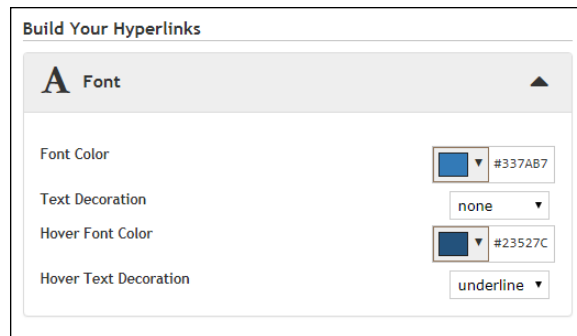 Build Your Hyperlinks
A Font
Font Color #337AB7
Text Decoration none
Hover Font Color #23527C
Hover Text Decoration underline